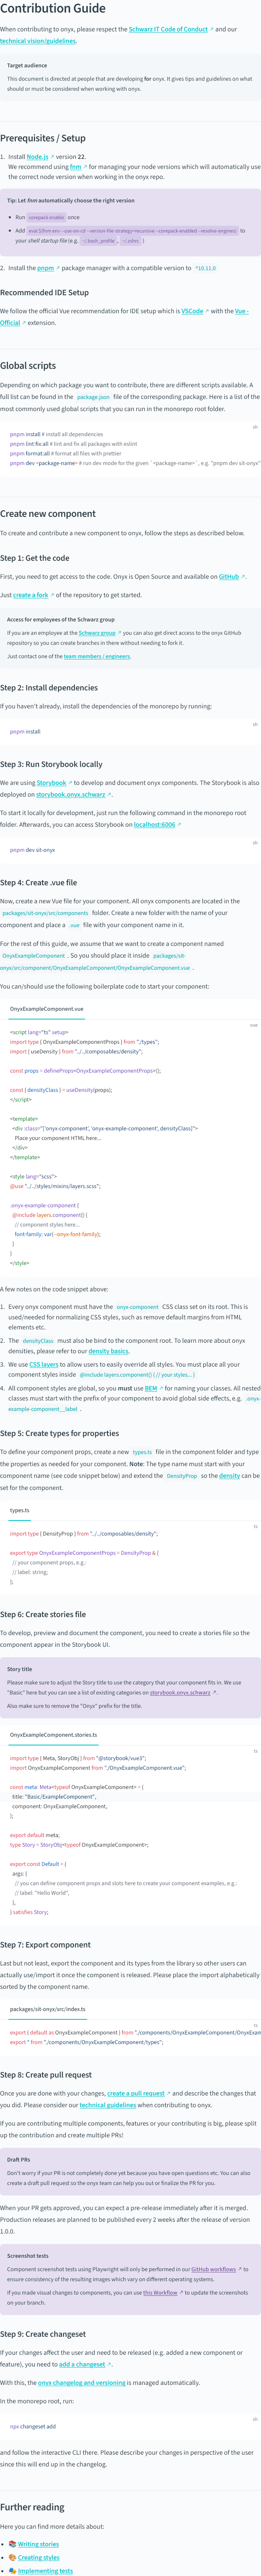 Contribution Guide
When contributing to onyx, please respect the Schwarz IT Code of Conduct ↗ and our
technical vision/guidelines.
Target audience
This document is directed at people that are developing for onyx. It gives tips and guidelines on what
should or must be considered when working with onyx.
Prerequisites / Setup
1. Install Node.js ↗ version 22.
We recommend using fnm ↗ for managing your node versions which will automatically use
the correct node version when working in the onyx repo.
Tip: Let fnm automatically choose the right version
• Run corepack enable once
• Add eval $(fnm env --use-on-cd --version-file-strategy=recursive --corepack-enabled --resolve-engines) to
your shell startup file (e.g. ~/.bash_profile , ~/.zshrc )
2. Install the pnpm ↗ package manager with a compatible version to ^10.11.0
Recommended IDE Setup
We follow the official Vue recommendation for IDE setup which is VSCode ↗ with the Vue -
Official ↗ extension.
Global scripts
Depending on which package you want to contribute, there are different scripts available. A
full list can be found in the package.json file of the corresponding package. Here is a list of the
most commonly used global scripts that you can run in the monorepo root folder.
sh
pnpm install # install all dependencies
pnpm lint:fix:all # lint and fix all packages with eslint
pnpm format:all # format all files with prettier
pnpm dev <package-name> # run dev mode for the given `<package-name>`, e.g. "pnpm dev sit-onyx"
Create new component
To create and contribute a new component to onyx, follow the steps as described below.
Step 1: Get the code
First, you need to get access to the code. Onyx is Open Source and available on GitHub ↗.
Just create a fork ↗ of the repository to get started.
Access for employees of the Schwarz group
If you are an employee at the Schwarz group ↗ you can also get direct access to the onyx GitHub
repository so you can create branches in there without needing to fork it.
Just contact one of the team members / engineers.
Step 2: Install dependencies
If you haven't already, install the dependencies of the monorepo by running:
sh
pnpm install
Step 3: Run Storybook locally
We are using Storybook ↗ to develop and document onyx components. The Storybook is also
deployed on storybook.onyx.schwarz ↗.
To start it locally for development, just run the following command in the monorepo root
folder. Afterwards, you can access Storybook on localhost:6006 ↗
sh
pnpm dev sit-onyx
Step 4: Create .vue file
Now, create a new Vue file for your component. All onyx components are located in the
packages/sit-onyx/src/components folder. Create a new folder with the name of your
component and place a .vue file with your component name in it.
For the rest of this guide, we assume that we want to create a component named
OnyxExampleComponent . So you should place it inside packages/sit-
onyx/src/component/OnyxExampleComponent/OnyxExampleComponent.vue .
You can/should use the following boilerplate code to start your component:
OnyxExampleComponent.vue
vue
<script lang="ts" setup>
import type { OnyxExampleComponentProps } from "./types";
import { useDensity } from "../../composables/density";
const props = defineProps<OnyxExampleComponentProps>();
const { densityClass } = useDensity(props);
</script>
<template>
<div :class="['onyx-component', 'onyx-example-component', densityClass]">
Place your component HTML here...
</div>
</template>
<style lang="scss">
@use "../../styles/mixins/layers.scss";
.onyx-example-component {
@include layers.component() {
// component styles here...
font-family: var(--onyx-font-family);
}
}
</style>
A few notes on the code snippet above:
1. Every onyx component must have the onyx-component CSS class set on its root. This is
used/needed for normalizing CSS styles, such as remove default margins from HTML
elements etc.
2. The densityClass must also be bind to the component root. To learn more about onyx
densities, please refer to our density basics.
3. We use CSS layers to allow users to easily override all styles. You must place all your
component styles inside @include layers.component() { // your styles... }
4. All component styles are global, so you must use BEM ↗ for naming your classes. All nested
classes must start with the prefix of your component to avoid global side effects, e.g. .onyx-
example-component__label .
Step 5: Create types for properties
To define your component props, create a new types.ts file in the component folder and type
the properties as needed for your component. Note: The type name must start with your
component name (see code snippet below) and extend the DensityProp so the density can be
set for the component.
types.ts
ts
import type { DensityProp } from "../../composables/density";
export type OnyxExampleComponentProps = DensityProp & {
// your component props, e.g.:
// label: string;
};
Step 6: Create stories file
To develop, preview and document the component, you need to create a stories file so the
component appear in the Storybook UI.
Story title
Please make sure to adjust the Story title to use the category that your component fits in. We use
"Basic" here but you can see a list of existing categories on storybook.onyx.schwarz ↗.
Also make sure to remove the "Onyx" prefix for the title.
OnyxExampleComponent.stories.ts
ts
import type { Meta, StoryObj } from "@storybook/vue3";
import OnyxExampleComponent from "./OnyxExampleComponent.vue";
const meta: Meta<typeof OnyxExampleComponent> = {
title: "Basic/ExampleComponent",
component: OnyxExampleComponent,
};
export default meta;
type Story = StoryObj<typeof OnyxExampleComponent>;
export const Default = {
args: {
// you can define component props and slots here to create your component examples, e.g.:
// label: "Hello World",
},
} satisfies Story;
Step 7: Export component
Last but not least, export the component and its types from the library so other users can
actually use/import it once the component is released. Please place the import alphabetically
sorted by the component name.
packages/sit-onyx/src/index.ts
ts
export { default as OnyxExampleComponent } from "./components/OnyxExampleComponent/OnyxExam
export * from "./components/OnyxExampleComponent/types";
Step 8: Create pull request
Once you are done with your changes, create a pull request ↗ and describe the changes that
you did. Please consider our technical guidelines when contributing to onyx.
If you are contributing multiple components, features or your contributing is big, please split
up the contribution and create multiple PRs!
Draft PRs
Don't worry if your PR is not completely done yet because you have open questions etc. You can also
create a draft pull request so the onyx team can help you out or finalize the PR for you.
When your PR gets approved, you can expect a pre-release immediately after it is merged.
Production releases are planned to be published every 2 weeks after the release of version
1.0.0.
Screenshot tests
Component screenshot tests using Playwright will only be performed in our GitHub workflows ↗ to
ensure consistency of the resulting images which vary on different operating systems.
If you made visual changes to components, you can use this Workflow ↗ to update the screenshots
on your branch.
Step 9: Create changeset
If your changes affect the user and need to be released (e.g. added a new component or
feature), you need to add a changeset ↗.
With this, the onyx changelog and versioning is managed automatically.
In the monorepo root, run:
sh
npx changeset add
and follow the interactive CLI there. Please describe your changes in perspective of the user
since this will end up in the changelog.
Further reading
Here you can find more details about:
• 📚 Writing stories
• 🎨 Creating styles
• 🎭 Implementing tests